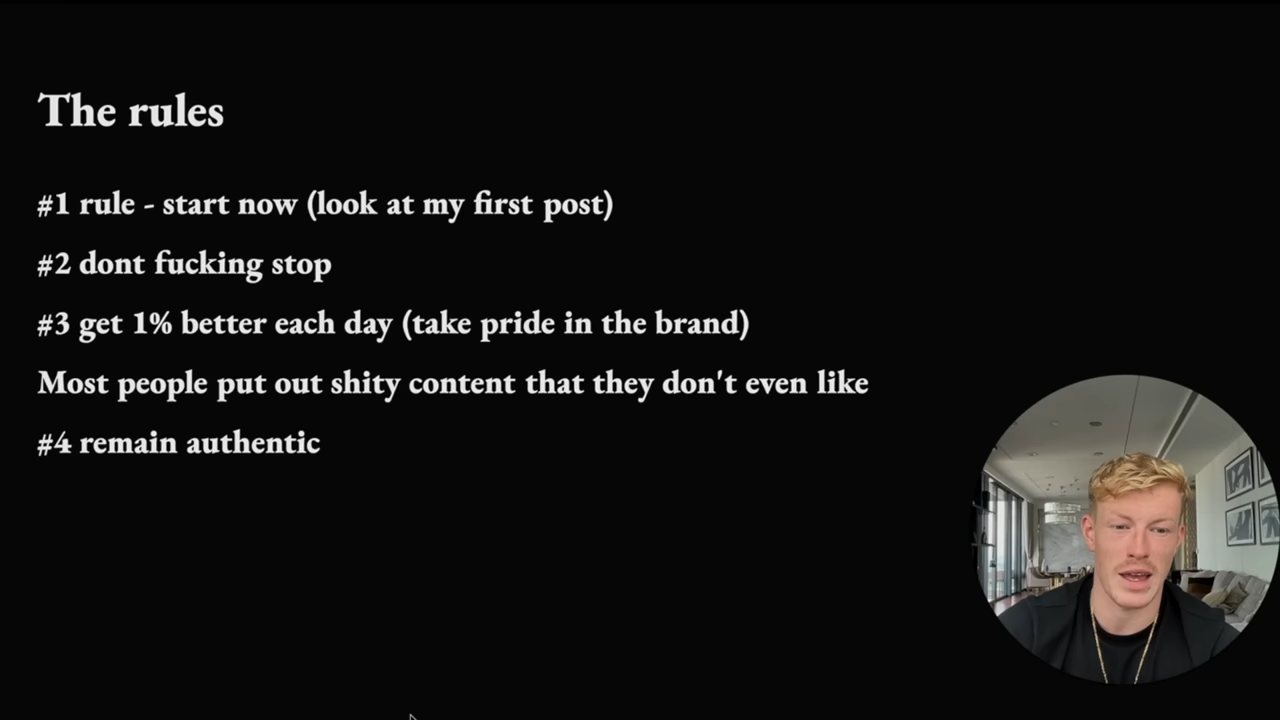 The rules
#1 rule - start now (look at my first post)
#2 dont fucking stop
#3 get 1% better each day (take pride in the brand)
Most people put out shity content that they don't even like
#4 remain authentic